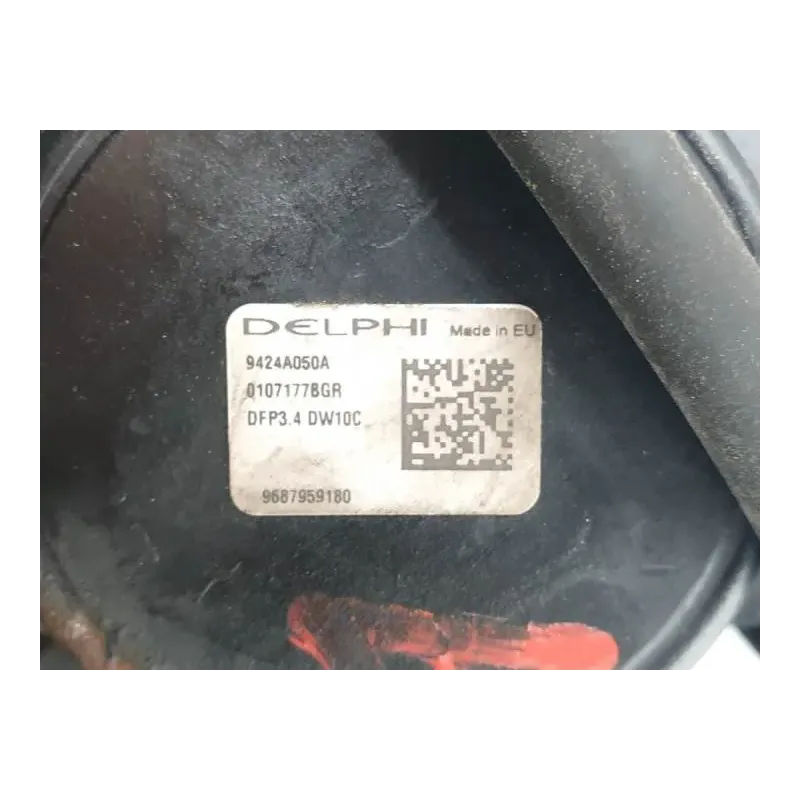 DELPHI Made in EU
9424A050A
0107177BGR
DFP3.4 DW10C
9687959180